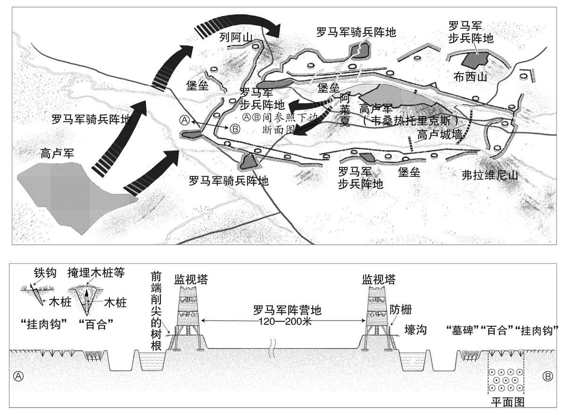 列阿山
罗马军骑兵阵地
罗马军
步兵阵地
布西山
堡垒
堡垒
罗马军
步兵阵地
Ⓐ Ⓑ间参照下边
断面图
阿莱夏
高卢军
(韦桑热托里克斯)
高卢城墙
罗马军骑兵阵地
Ⓐ
Ⓑ
高卢军
罗马军骑兵阵地
罗马军
步兵阵地
堡垒
弗拉维尼山
铁钩
木桩
“挂肉钩”
掩埋木桩等
木桩
“百合”
前端削尖的树根
监视塔
罗马军阵营地
120—200米
监视塔
防栅
壕沟
“墓碑”
“百合”
“挂肉钩”
Ⓐ
Ⓑ
平面图